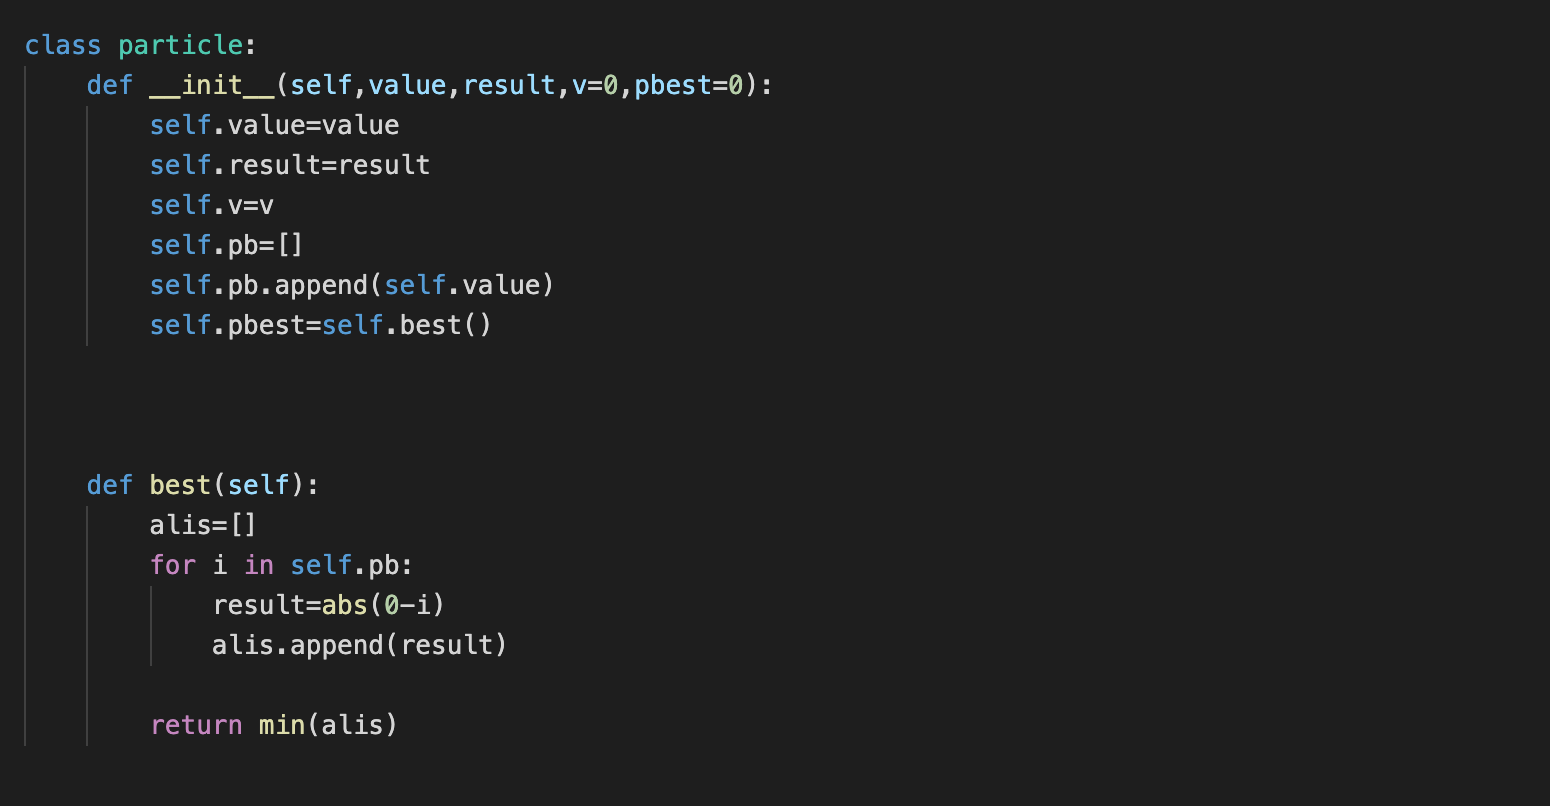 class particle:
    def __init__(self,value,result,v=0,pbest=0):
        self.value=value
        self.result=result
        self.v=v
        self.pb=[]
        self.pb.append(self.value)
        self.pbest=self.best()
    def best(self):
        alis=[]
        for i in self.pb:
            result=abs(0-i)
            alis.append(result)
        return min(alis)